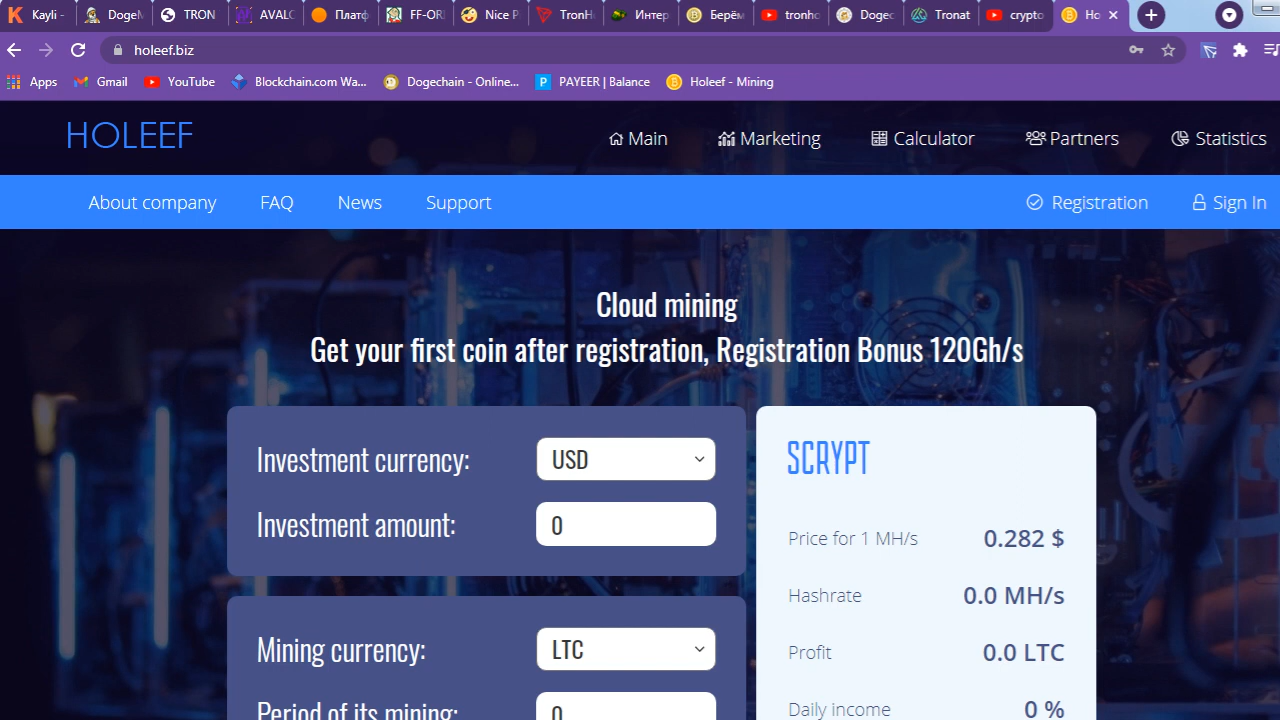 Kayli -
DogeM
TRON
AVALC
Платф
FF-ORI
Nice P
TronH
Интер
Берём
tronho
Dogec
Tronat
crypto
Ho
holeef.biz
Apps
Gmail
YouTube
Blockchain.com Wa...
Dogechain - Online...
PAYEER | Balance
Holeef - Mining
HOLEEF
Main
Marketing
Calculator
Partners
Statistics
About company
FAQ
News
Support
Registration
Sign In
Cloud mining
Get your first coin after registration, Registration Bonus 120Gh/s
Investment currency:
USD
Investment amount:
0
Mining currency:
LTC
Period of its mining:
0
SCRYPT
Price for 1 MH/s
0.282 $
Hashrate
0.0 MH/s
Profit
0.0 LTC
Daily income
0 %